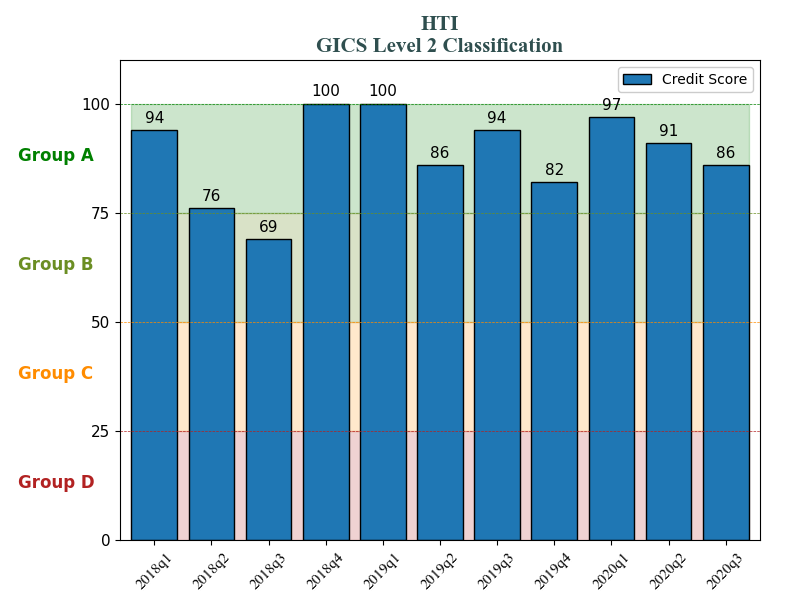 HTI
GICS Level 2 Classification
Credit Score
100
75
50
25
0
Group A
Group B
Group C
Group D
94
76
69
100
100
86
94
82
97
91
86
2018q1
2018q2
2018q3
2018q4
2019q1
2019q2
2019q3
2019q4
2020q1
2020q2
2020q3